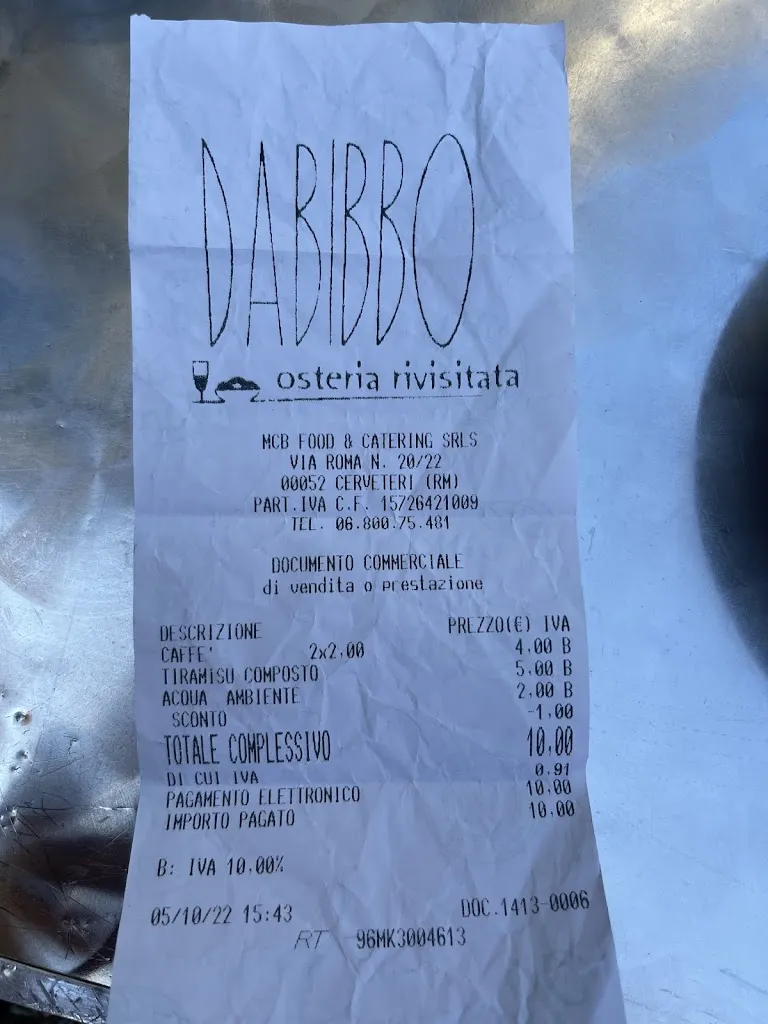 DABIBBO
osteria rivisitata
MCB FOOD & CATERING SRLS
VIA ROMA N. 20/22
00052 CERVETERI (RM)
PART.IVA C.F. 15726421009
TEL. 06.800.75.481
DOCUMENTO COMMERCIALE
di vendita o prestazione
DESCRIZIONE PREZZO(€) IVA
CAFFE' 2x2,00 4,00 B
TIRAMISU COMPOSTO 5,00 B
ACQUA AMBIENTE 2,00 B
SCONTO -1,00
TOTALE COMPLESSIVO 10,00
DI CUI IVA 0,91
PAGAMENTO ELETTRONICO 10,00
IMPORTO PAGATO 10,00
B: IVA 10,00%
05/10/22 15:43 DOC.1413-0006
RT 96MK3004613